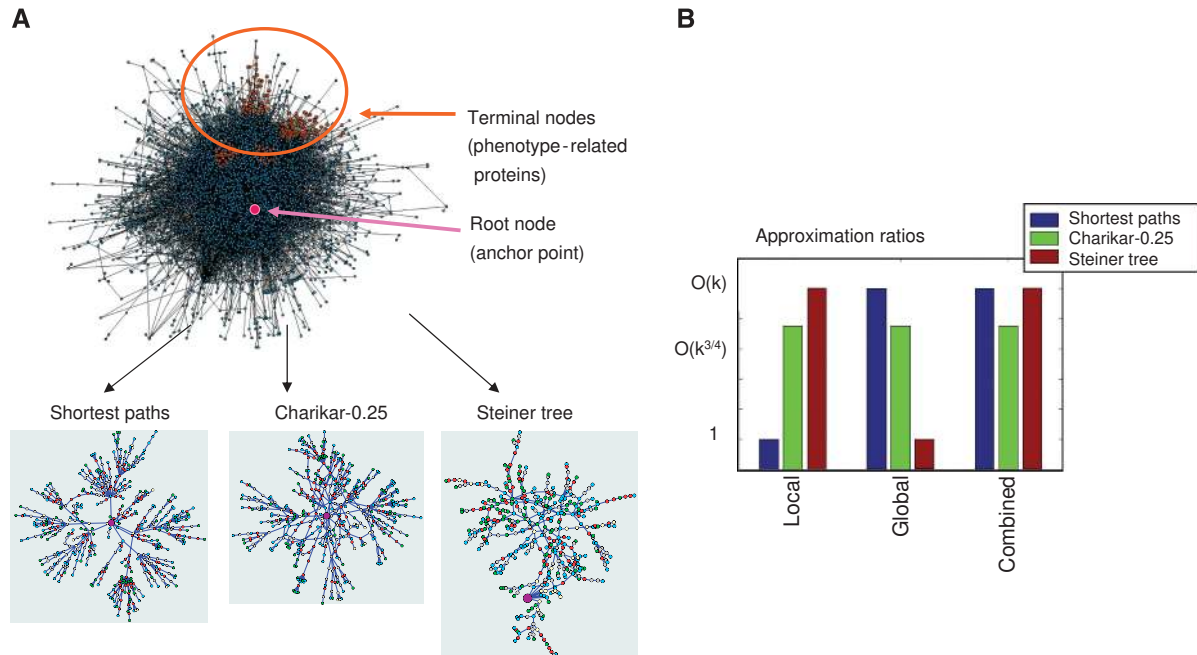 A
Terminal nodes
(phenotype-related
proteins)
Root node
(anchor point)
Shortest paths
Charikar-0.25
Steiner tree
B
Shortest paths
Charikar-0.25
Steiner tree
Approximation ratios
O(k)
O(k^{3/4})
1
Local
Global
Combined